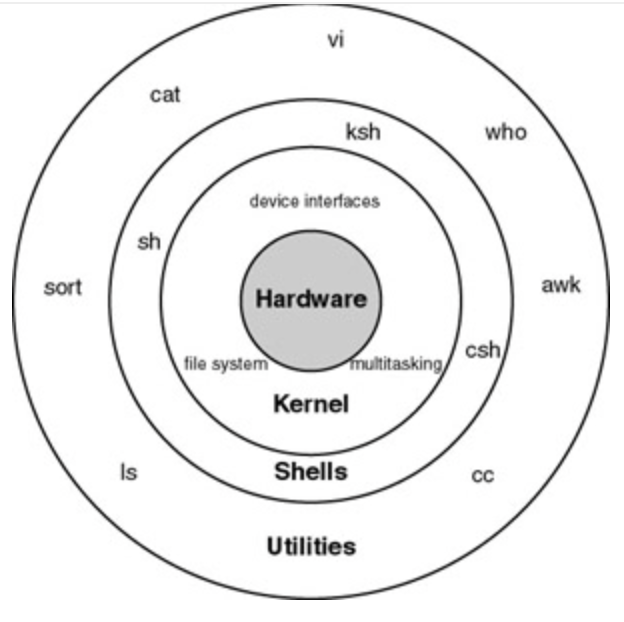 vi
cat
ksh
who
device interfaces
sh
sort
Hardware
awk
csh
file system
multitasking
Kernel
ls
Shells
cc
Utilities